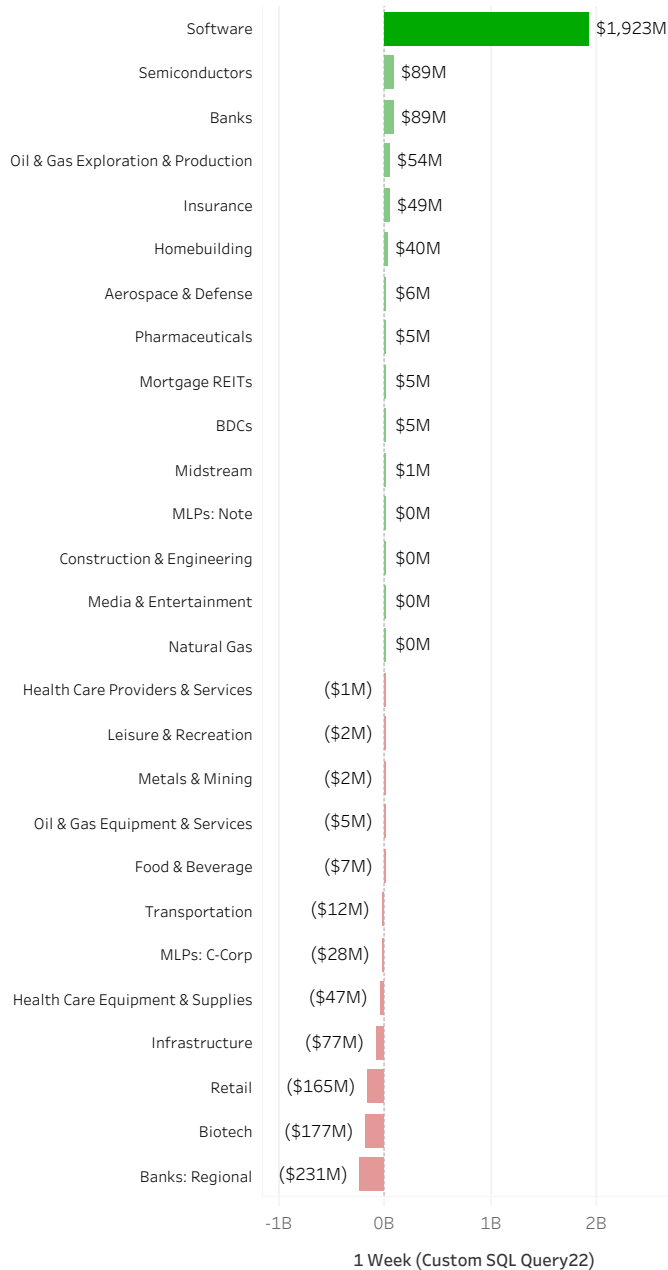 Software $1,923M
Semiconductors $89M
Banks $89M
Oil & Gas Exploration & Production $54M
Insurance $49M
Homebuilding $40M
Aerospace & Defense $6M
Pharmaceuticals $5M
Mortgage REITs $5M
BDCs $5M
Midstream $1M
MLPs: Note $0M
Construction & Engineering $0M
Media & Entertainment $0M
Natural Gas $0M
Health Care Providers & Services ($1M)
Leisure & Recreation ($2M)
Metals & Mining ($2M)
Oil & Gas Equipment & Services ($5M)
Food & Beverage ($7M)
Transportation ($12M)
MLPs: C-Corp ($28M)
Health Care Equipment & Supplies ($47M)
Infrastructure ($77M)
Retail ($165M)
Biotech ($177M)
Banks: Regional ($231M)
-1B 0B 1B 2B
1 Week (Custom SQL Query22)